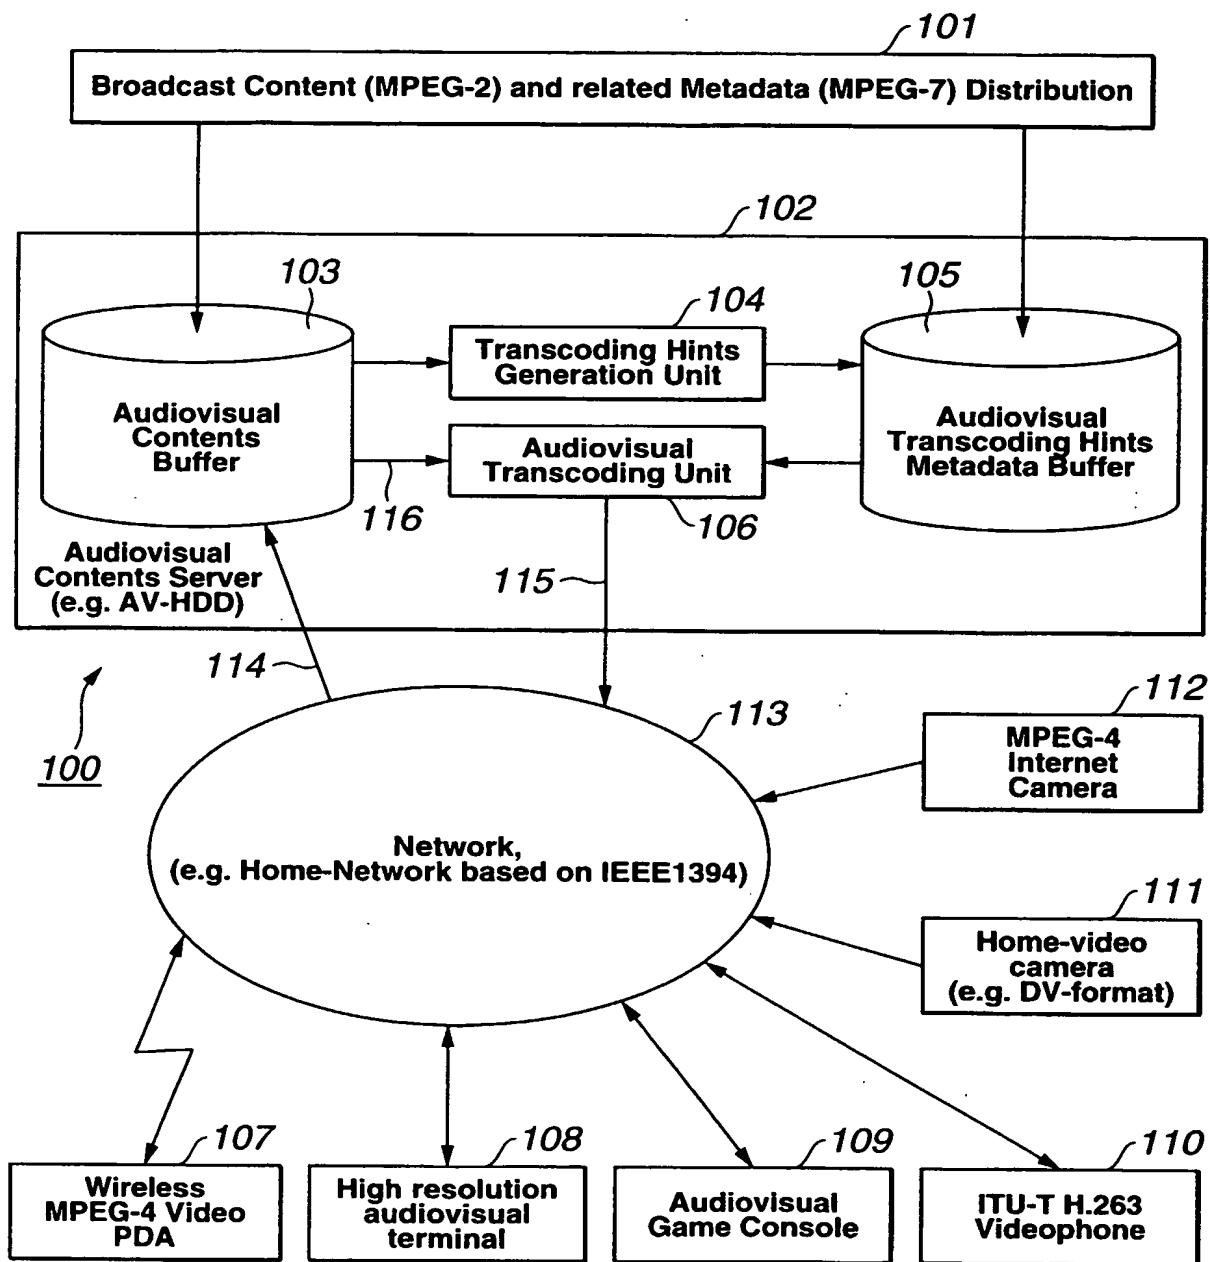 101
Broadcast Content (MPEG-2) and related Metadata (MPEG-7) Distribution
102
103
104
105
Transcoding Hints
Generation Unit
Audiovisual
Contents
Buffer
Audiovisual
Transcoding Unit
Audiovisual
Transcoding Hints
Metadata Buffer
116
106
Audiovisual
Contents Server
(e.g. AV-HDD)
115
114
100
113
112
MPEG-4
Internet
Camera
Network,
(e.g. Home-Network based on IEEE1394)
111
Home-video
camera
(e.g. DV-format)
107
Wireless
MPEG-4 Video
PDA
108
High resolution
audiovisual
terminal
109
Audiovisual
Game Console
110
ITU-T H.263
Videophone